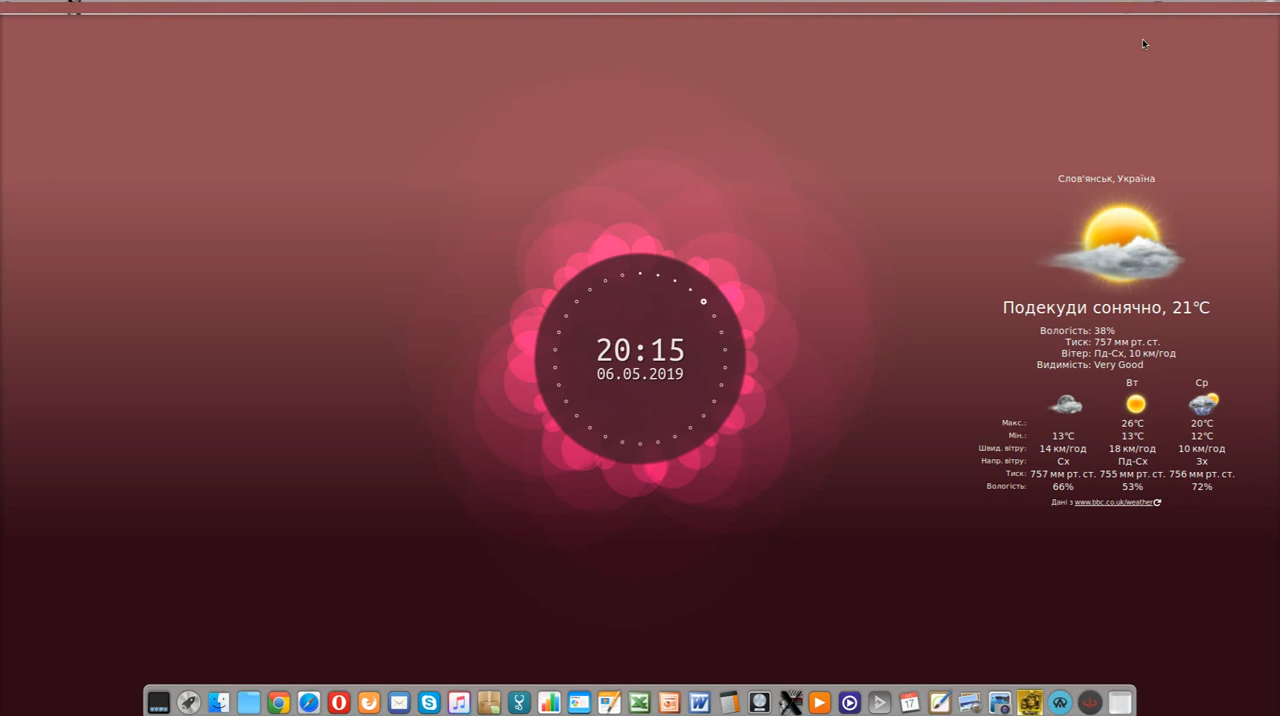 Слов'янськ, Україна
Подекуди сонячно, 21°C
Вологість: 38%
Тиск: 757 мм рт. ст.
Вітер: Пд-Сх, 10 км/год
Видимість: Very Good
20:15
06.05.2019
Вт Ср
Макс.: 26°C 20°C
Мін.: 13°C 13°C 12°C
Швид. вітру: 14 км/год 18 км/год 10 км/год
Напр. вітру: Сх Пд-Сх Зх
Тиск: 757 мм рт. ст. 755 мм рт. ст. 756 мм рт. ст.
Вологість: 66% 53% 72%
Дані з www.bbc.co.uk/weather
17